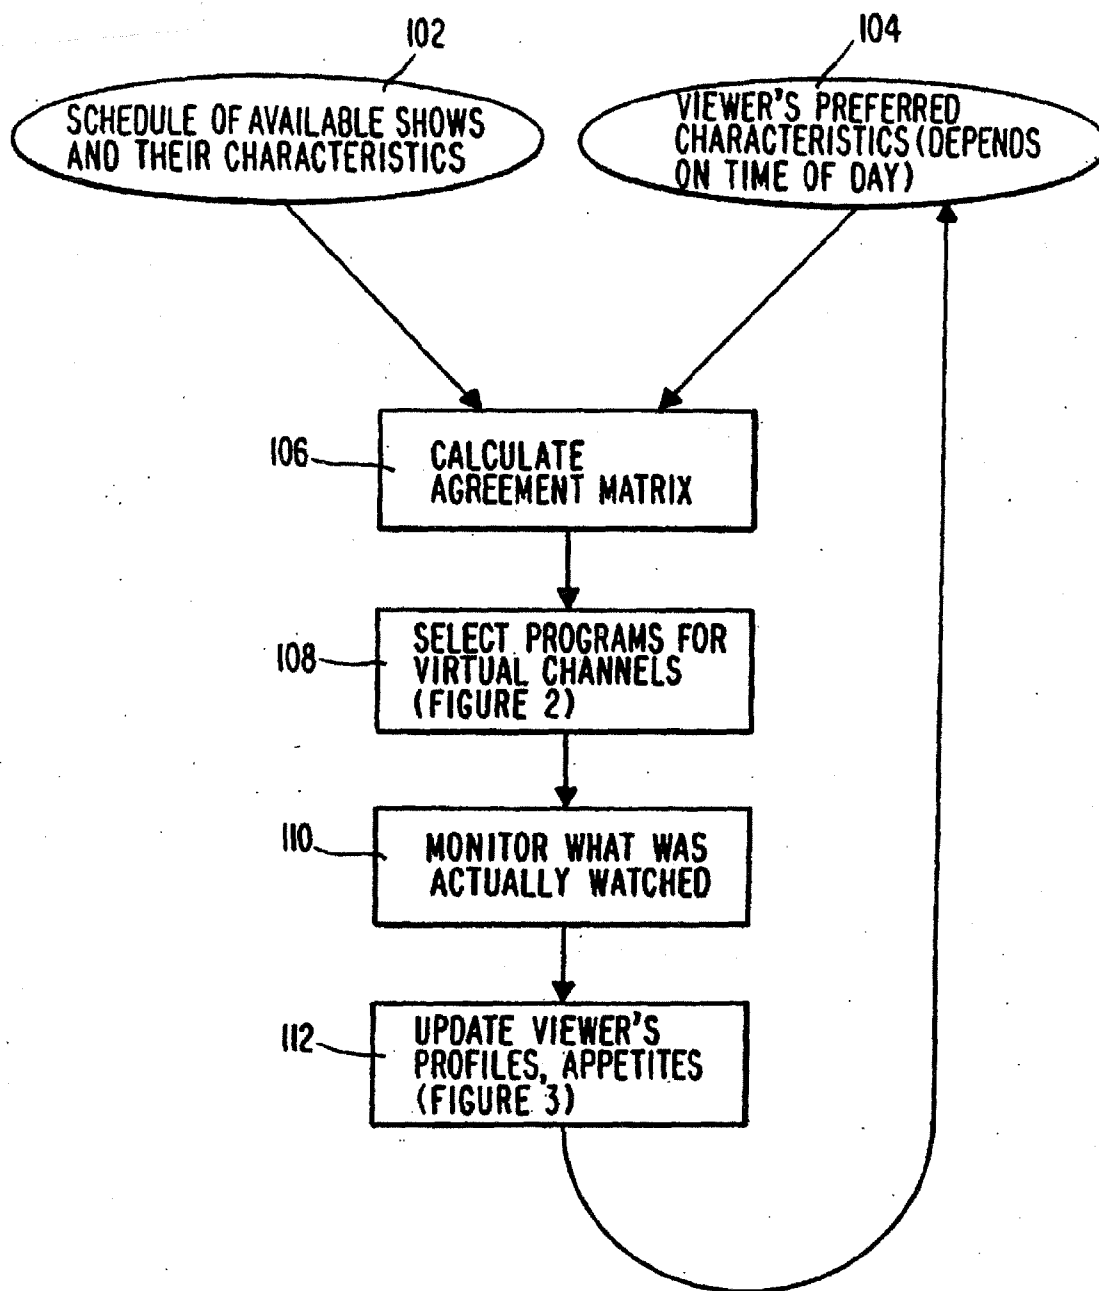 102
SCHEDULE OF AVAILABLE SHOWS
AND THEIR CHARACTERISTICS
104
VIEWER'S PREFERRED
CHARACTERISTICS (DEPENDS
ON TIME OF DAY)
106
CALCULATE
AGREEMENT MATRIX
108
SELECT PROGRAMS FOR
VIRTUAL CHANNELS
(FIGURE 2)
110
MONITOR WHAT WAS
ACTUALLY WATCHED
112
UPDATE VIEWER'S
PROFILES, APPETITES
(FIGURE 3)